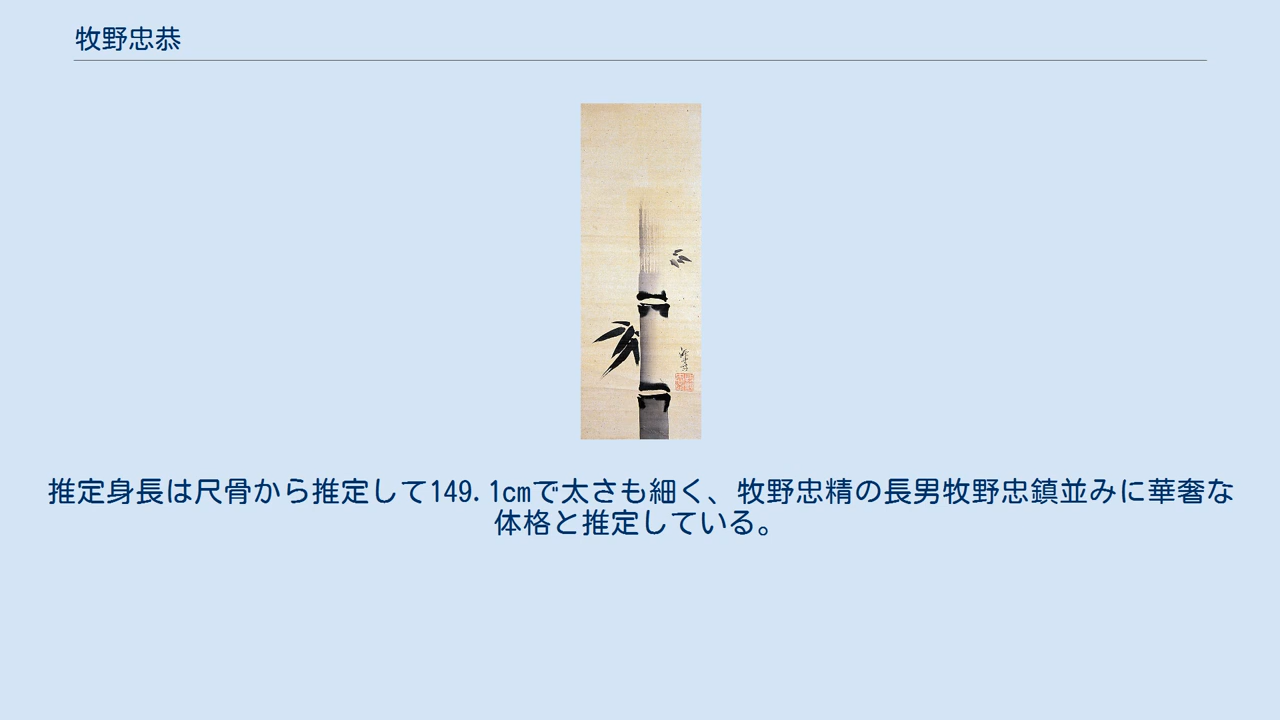 牧野忠恭
推定身長は尺骨から推定して149.1cmで太さも細く、牧野忠精の長男牧野忠鎮並みに華奢な
体格と推定している。